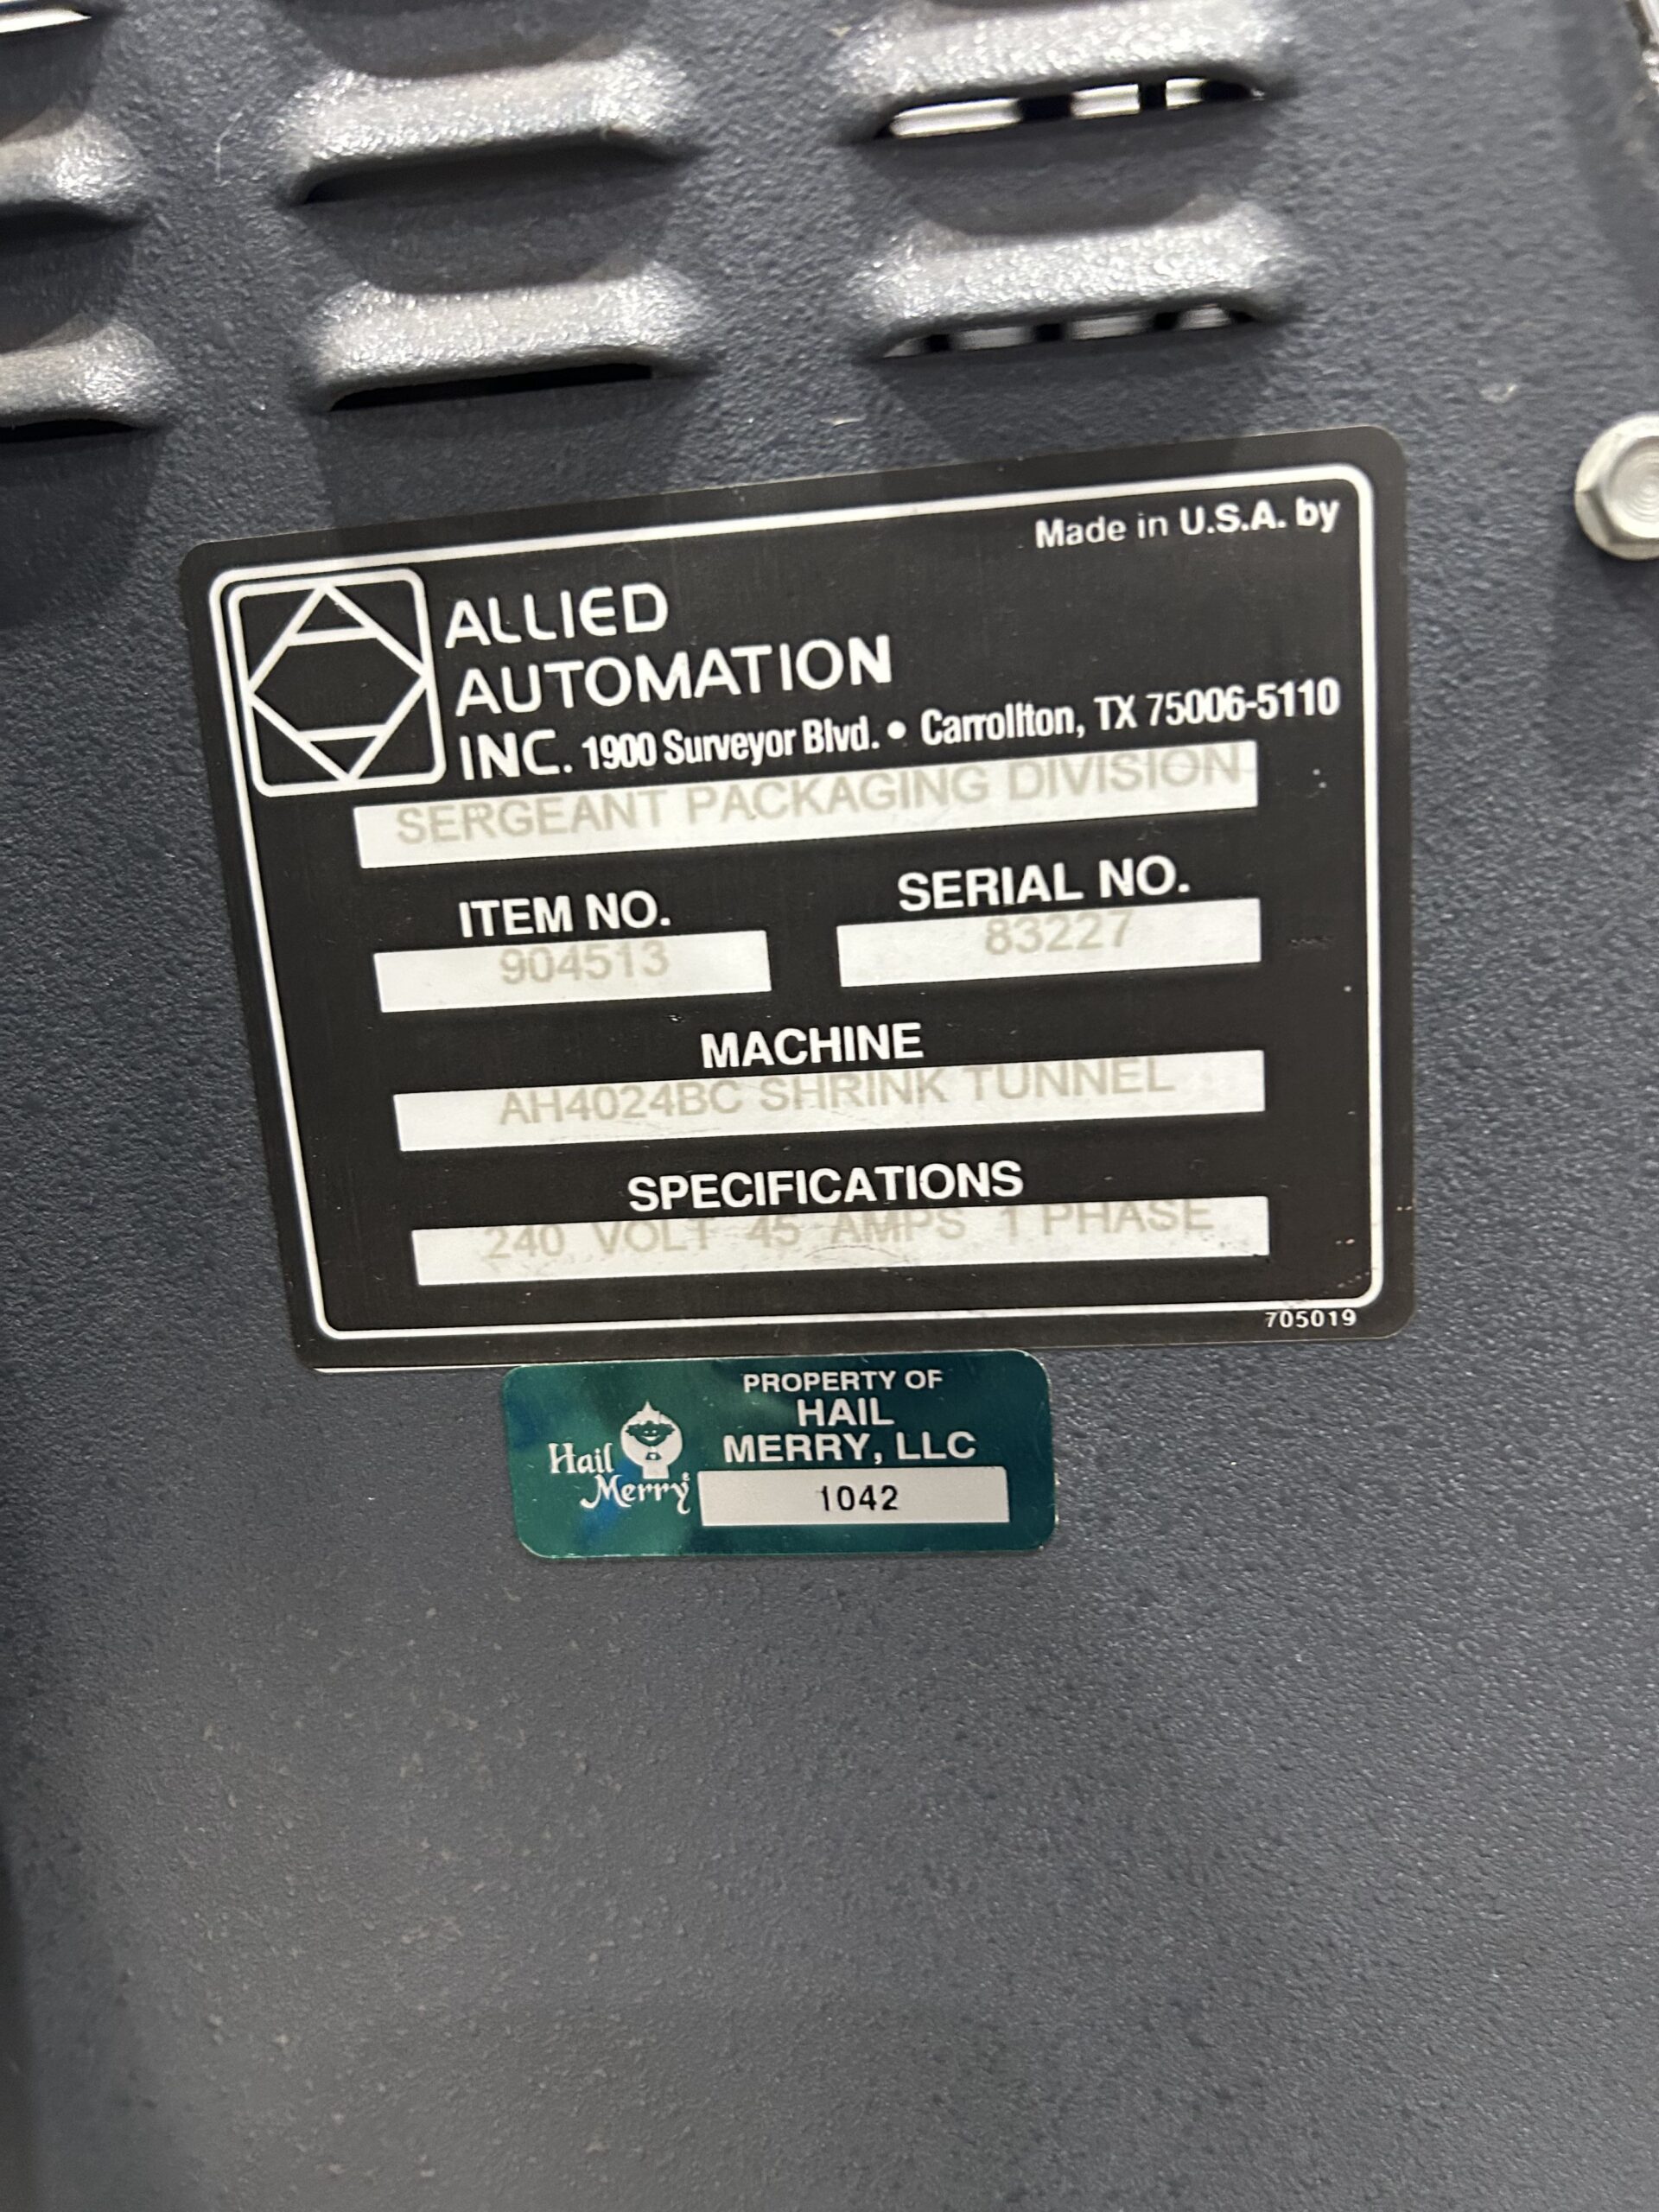 Made in U.S.A. by
ALLIED
AUTOMATION
INC. 1900 Surveyor Blvd. • Carrollton, TX 75006-5110
SERGEANT PACKAGING DIVISION
ITEM NO. SERIAL NO.
904513 83227
MACHINE
AH4024BC SHRINK TUNNEL
SPECIFICATIONS
240 VOLT 45 AMPS 1 PHASE
705019
PROPERTY OF
HAIL
MERRY, LLC
Hail
Merry
1042